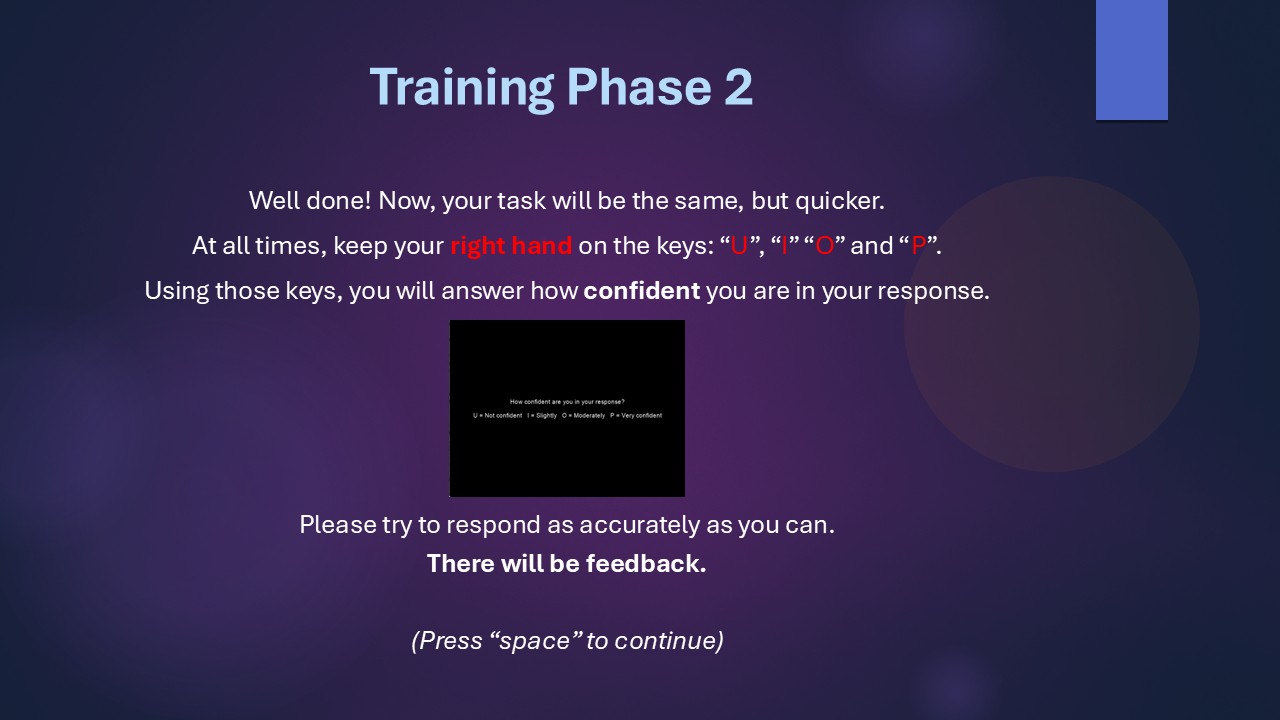 Training Phase 2
Well done! Now, your task will be the same, but quicker.
At all times, keep your right hand on the keys: “U”, “I” “O” and “P”.
Using those keys, you will answer how confident you are in your response.
How confident are you in your response?
U = Not confident I = Slightly O = Moderately P = Very confident
Please try to respond as accurately as you can.
There will be feedback.
(Press “space” to continue)